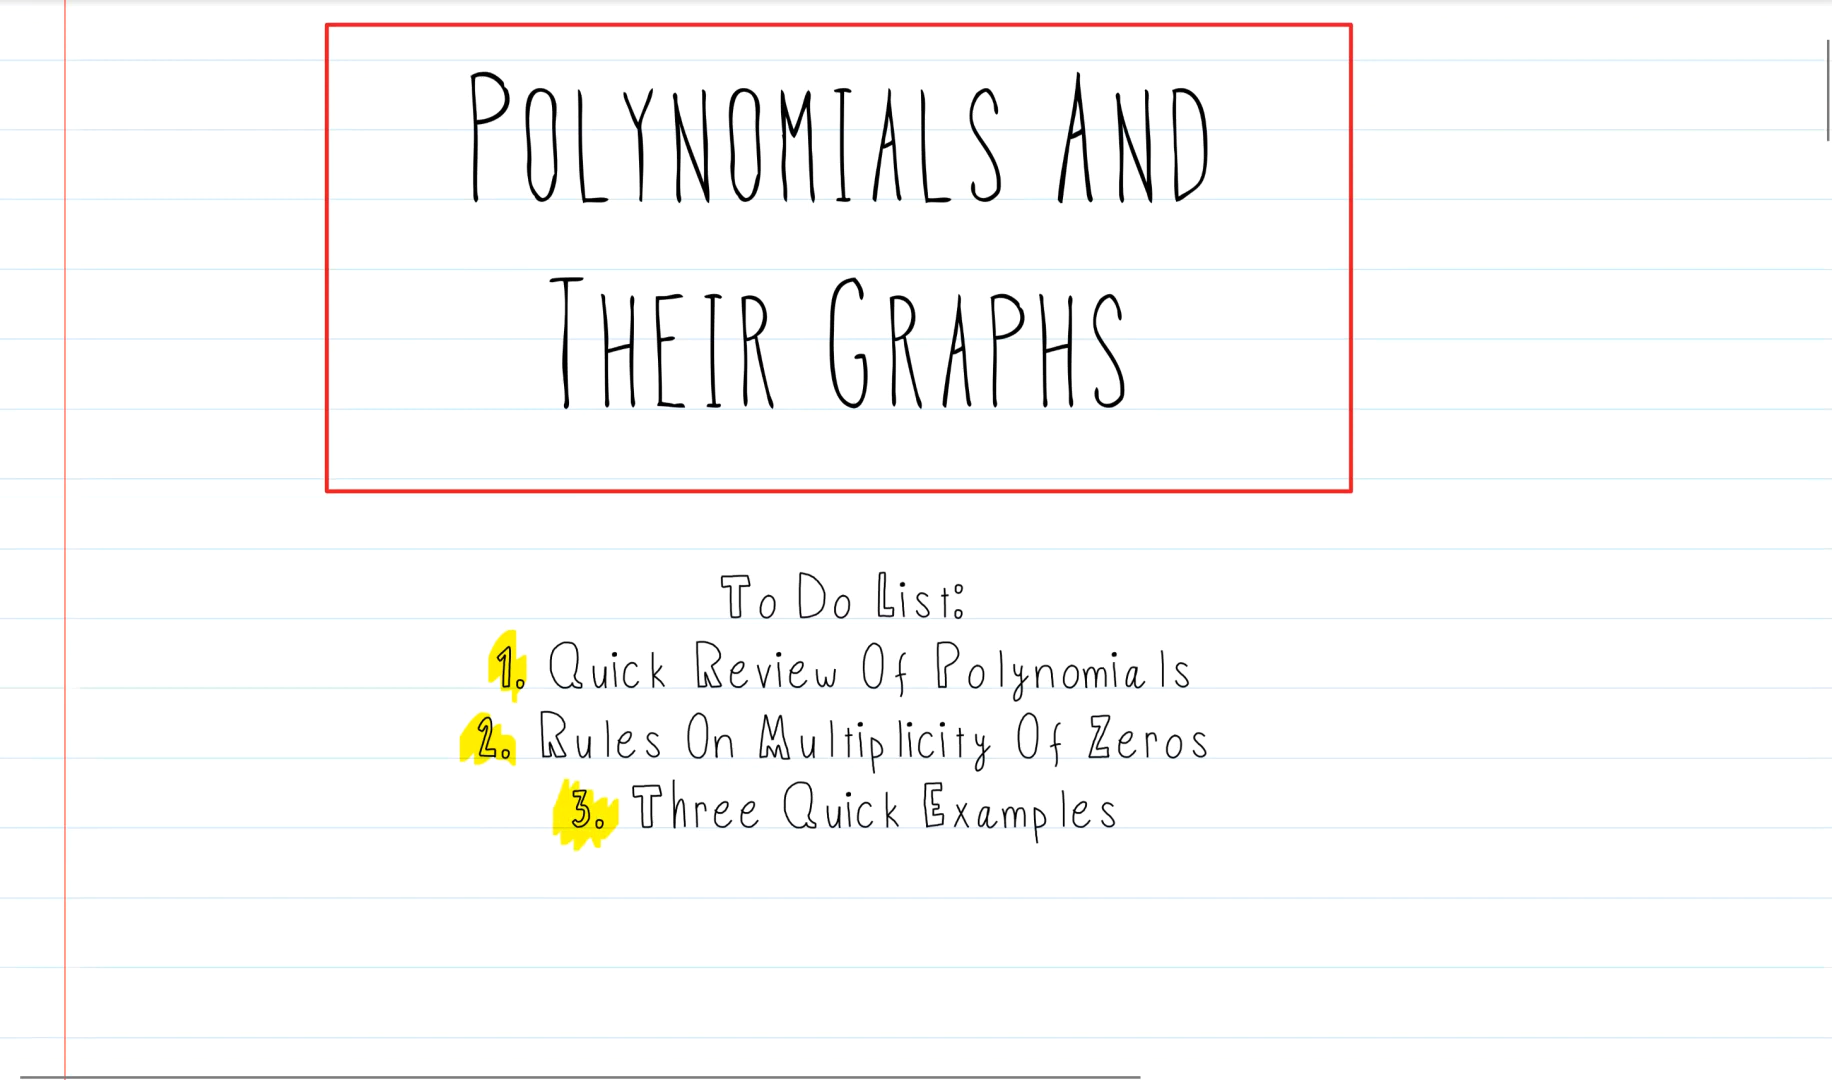 Polynomials And
Their Graphs
To Do List:
1. Quick Review Of Polynomials
2. Rules On Multiplicity Of Zeros
3. Three Quick Examples